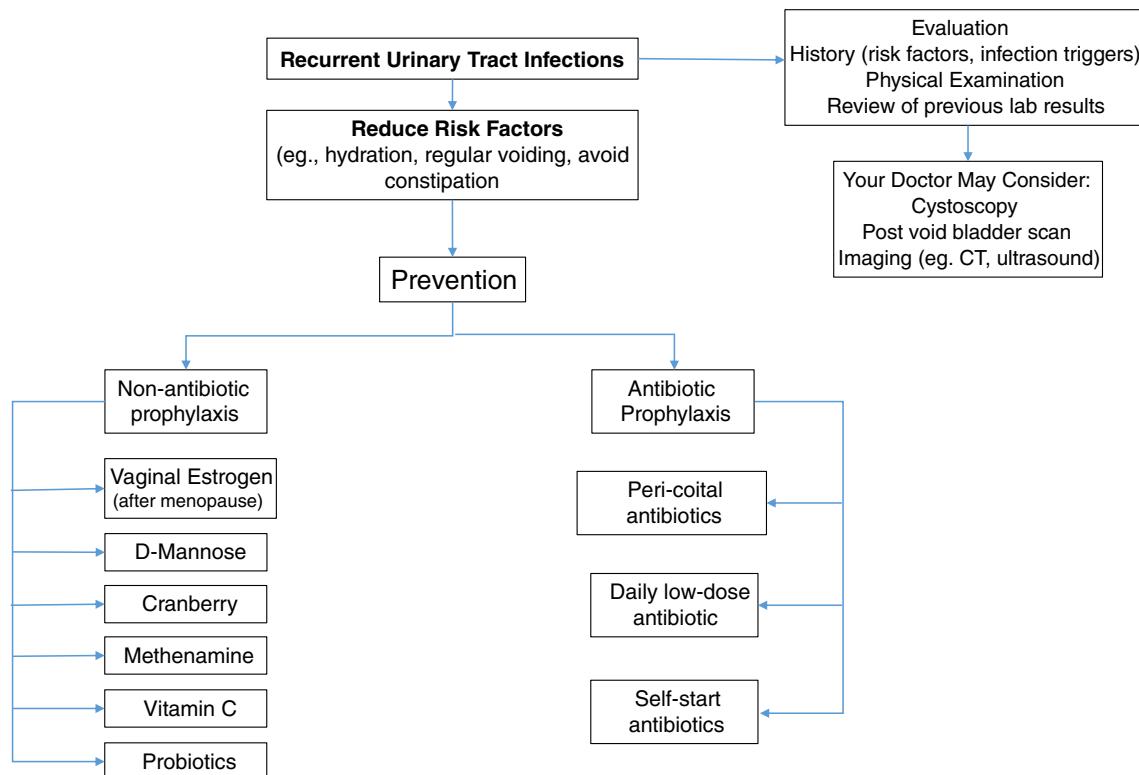 Recurrent Urinary Tract Infections
Evaluation
History (risk factors, infection triggers)
Physical Examination
Review of previous lab results
Your Doctor May Consider:
Cystoscopy
Post void bladder scan
Imaging (eg. CT, ultrasound)
Reduce Risk Factors
(eg., hydration, regular voiding, avoid
constipation
Prevention
Non-antibiotic
prophylaxis
Vaginal Estrogen
(after menopause)
D-Mannose
Cranberry
Methenamine
Vitamin C
Probiotics
Antibiotic
Prophylaxis
Peri-coital
antibiotics
Daily low-dose
antibiotic
Self-start
antibiotics